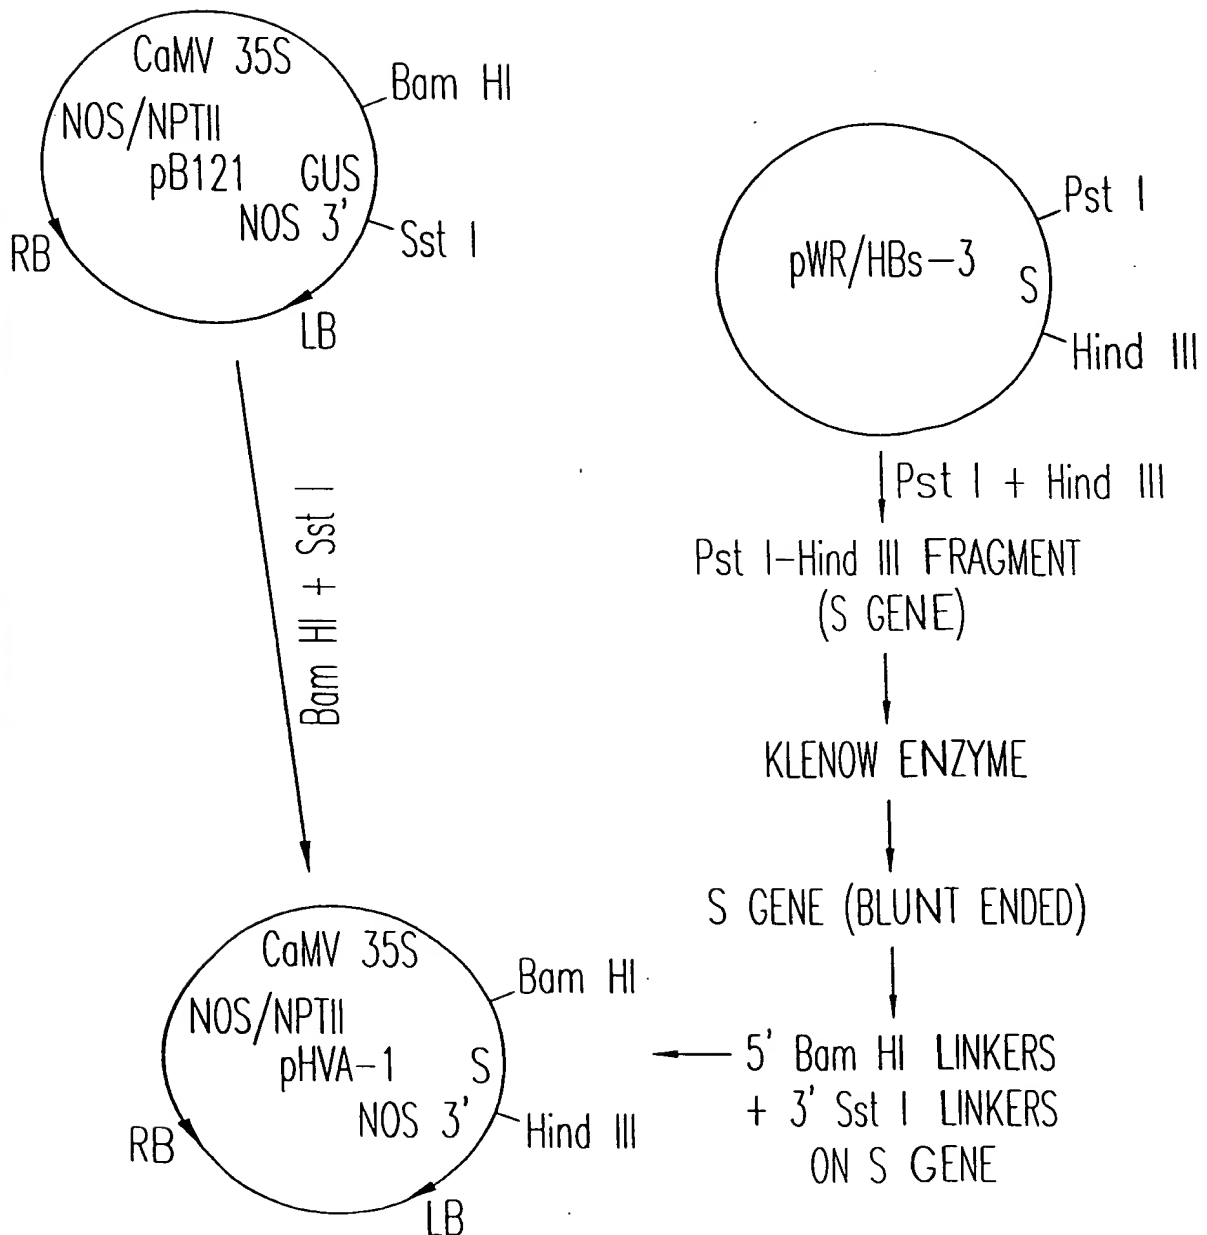 CaMV 35S
Bam HI
NOS/NPTII
pB121 GUS
NOS 3'
Sst I
RB
LB
Bam HI + Sst I
pWR/HBs-3
Pst I
S
Hind III
Pst I + Hind III
Pst I-Hind III FRAGMENT
(S GENE)
KLENOW ENZYME
S GENE (BLUNT ENDED)
5' Bam HI LINKERS
+ 3' Sst I LINKERS
ON S GENE
CaMV 35S
Bam HI
NOS/NPTII
pHVA-1 S
NOS 3'
Hind III
RB
LB